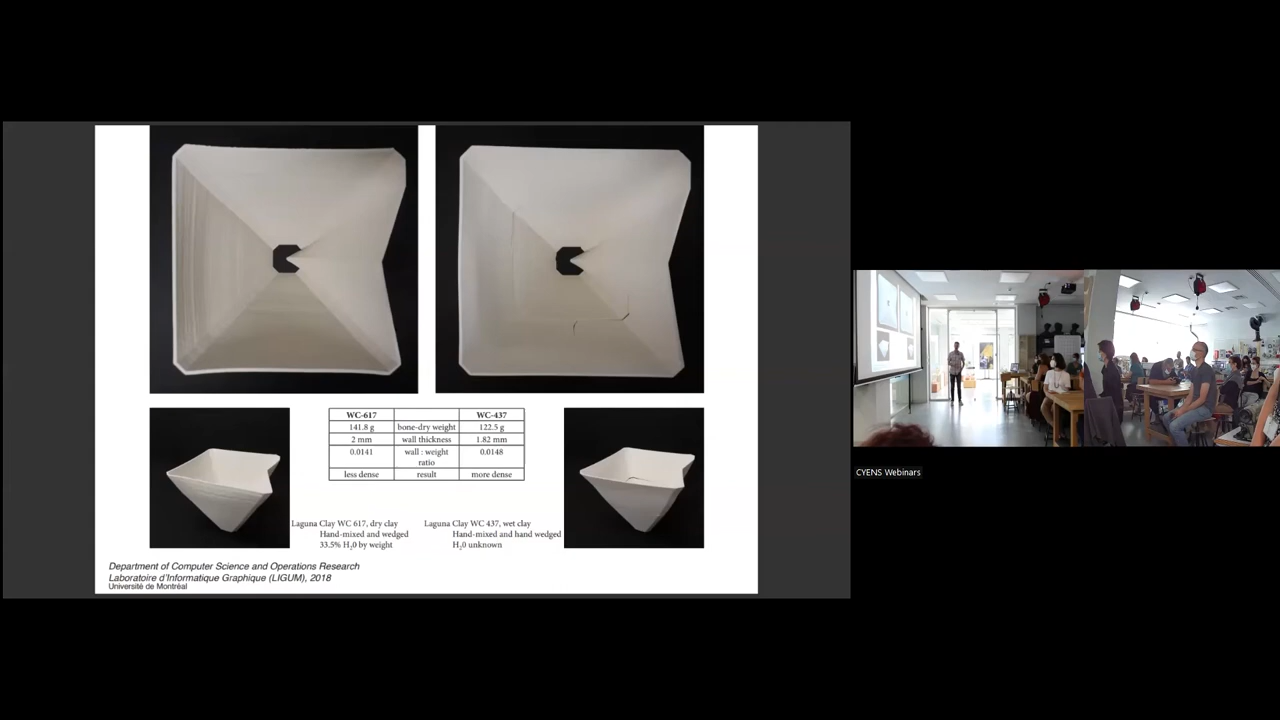 WC-617 WC-437
141.8 g bone-dry weight 122.5 g
2 mm wall thickness 1.82 mm
0.0141 wall : weight 0.0148
ratio
less dense result more dense
Laguna Clay WC 617, dry clay
Hand-mixed and wedged
33.5% H₂0 by weight
Laguna Clay WC 437, wet clay
Hand-mixed and hand wedged
H₂0 unknown
Department of Computer Science and Operations Research
Laboratoire d'Informatique Graphique (LIGUM), 2018
Université de Montréal
CYENS Webinars